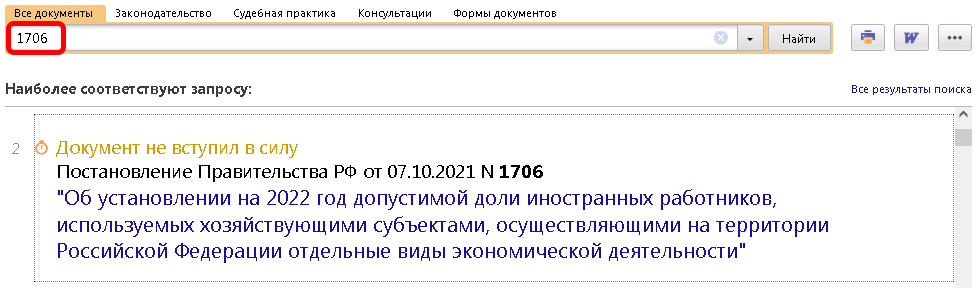 Все документы Законодательство Судебная практика Консультации Формы документов
1706 Найти W
Наиболее соответствуют запросу: Все результаты поиска
2 Документ не вступил в силу
Постановление Правительства РФ от 07.10.2021 N 1706
"Об установлении на 2022 год допустимой доли иностранных работников,
используемых хозяйствующими субъектами, осуществляющими на территории
Российской Федерации отдельные виды экономической деятельности"